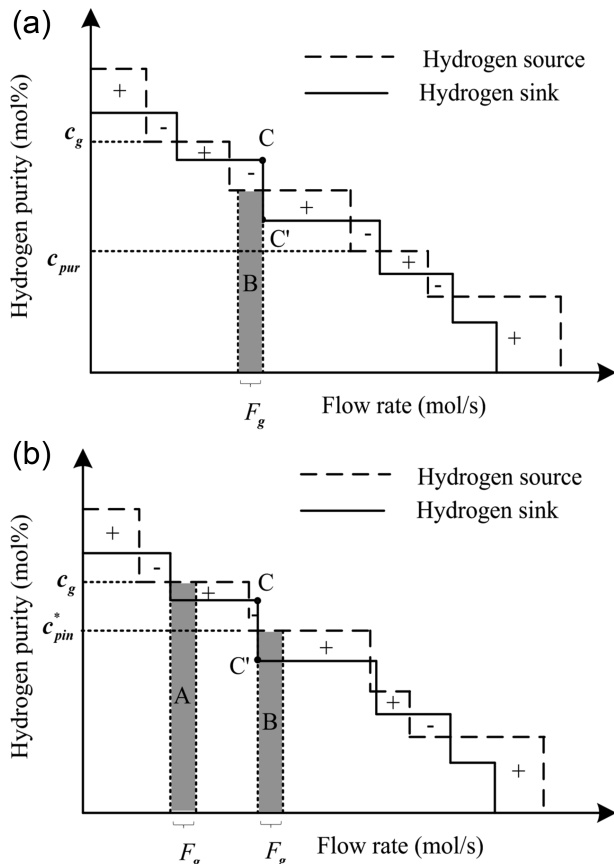 (a)
Hydrogen source
Hydrogen sink
Hydrogen purity (mol%)
c_g
c_pur
+
-
+
-
+
-
+
-
+
C
C'
B
F_g
Flow rate (mol/s)
(b)
Hydrogen source
Hydrogen sink
Hydrogen purity (mol%)
c_g
c*_pin
+
-
+
-
+
+
-
+
C
C'
A
B
F_g
F_g
Flow rate (mol/s)